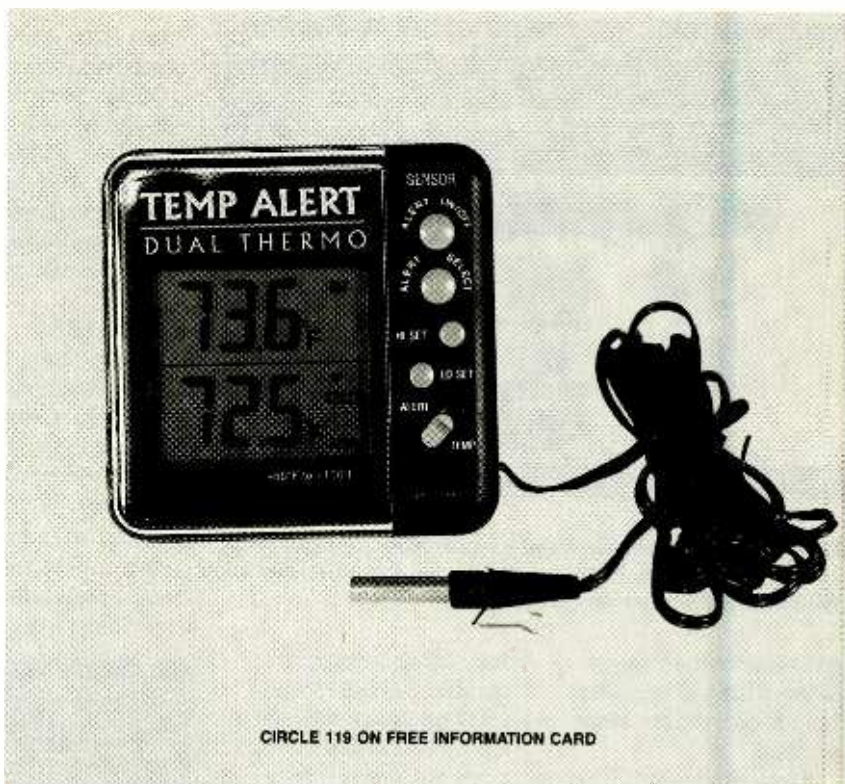 TEMP ALERT
DUAL THERMO
SENSOR
ALERT ON/OFF
ALERT SELECT
73.6 F
HI SET
LO SET
72.5
ALERT
TEMP
CIRCLE 119 ON FREE INFORMATION CARD